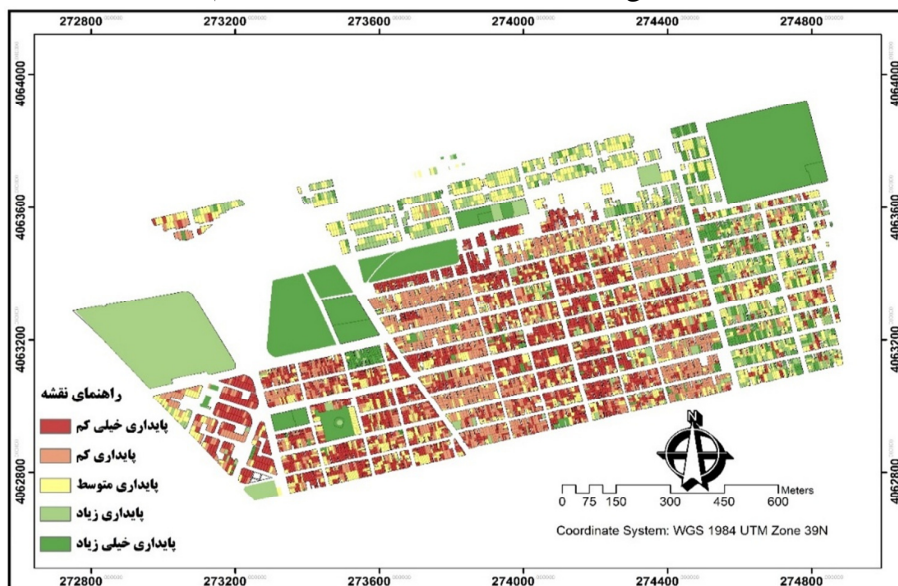 272800 273200 273600 274000 274400 274800
4064000 4064000
4063600 4063600
4063200 4063200
4062800 4062800
راهنمای نقشه
پایداری خیلی کم
پایداری کم
پایداری متوسط
پایداری زیاد
پایداری خیلی زیاد
N
0 75 150 300 450 600 Meters
Coordinate System: WGS 1984 UTM Zone 39N
272800 273200 273600 274000 274400 274800